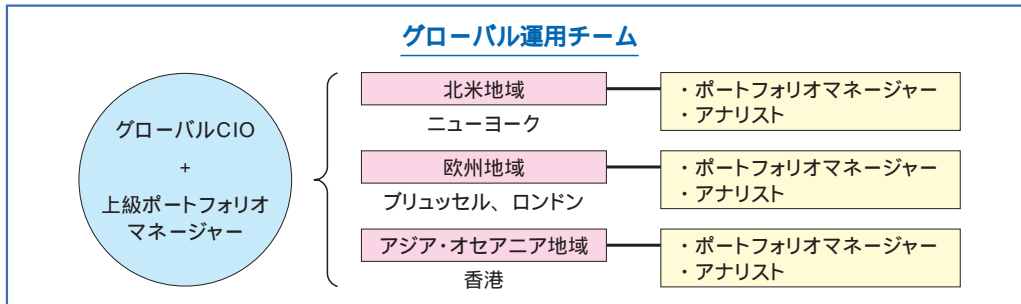 グローバル運用チーム
グローバルCIO
+
上級ポートフォリオ
マネージャー
北米地域
ニューヨーク
・ポートフォリオマネージャー
・アナリスト
欧州地域
ブリュッセル、ロンドン
・ポートフォリオマネージャー
・アナリスト
アジア・オセアニア地域
香港
・ポートフォリオマネージャー
・アナリスト